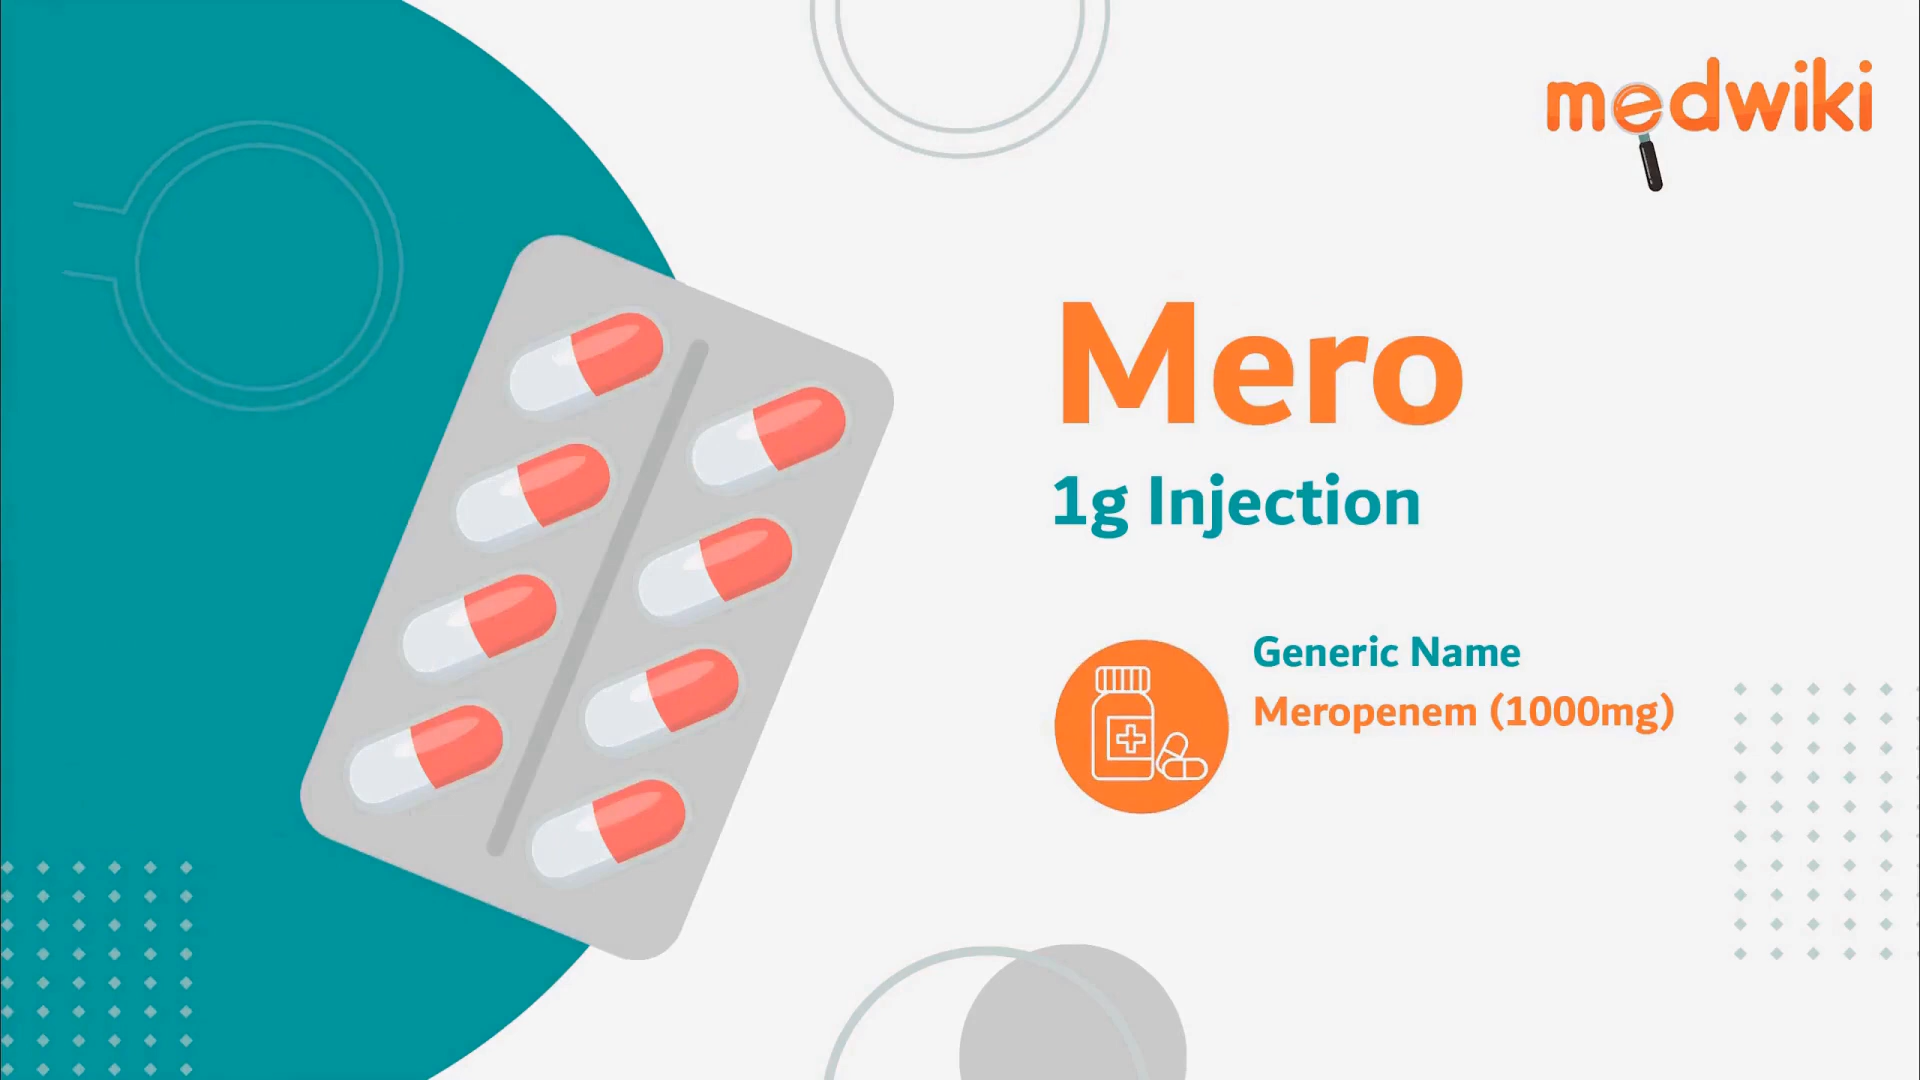 medwiki
Mero
1g Injection
Generic Name
Meropenem (1000mg)